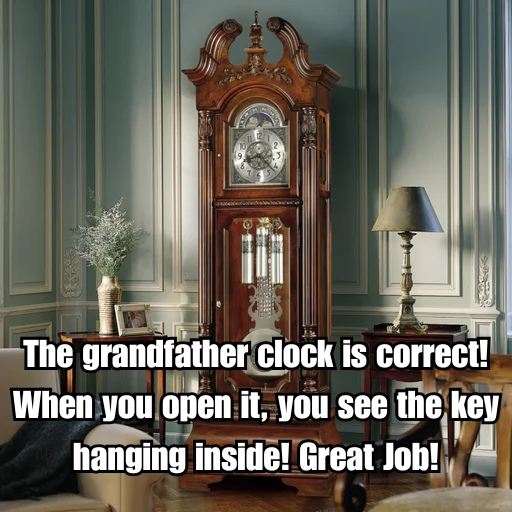 The grandfather clock is correct!
When you open it, you see the key
hanging inside! Great Job!